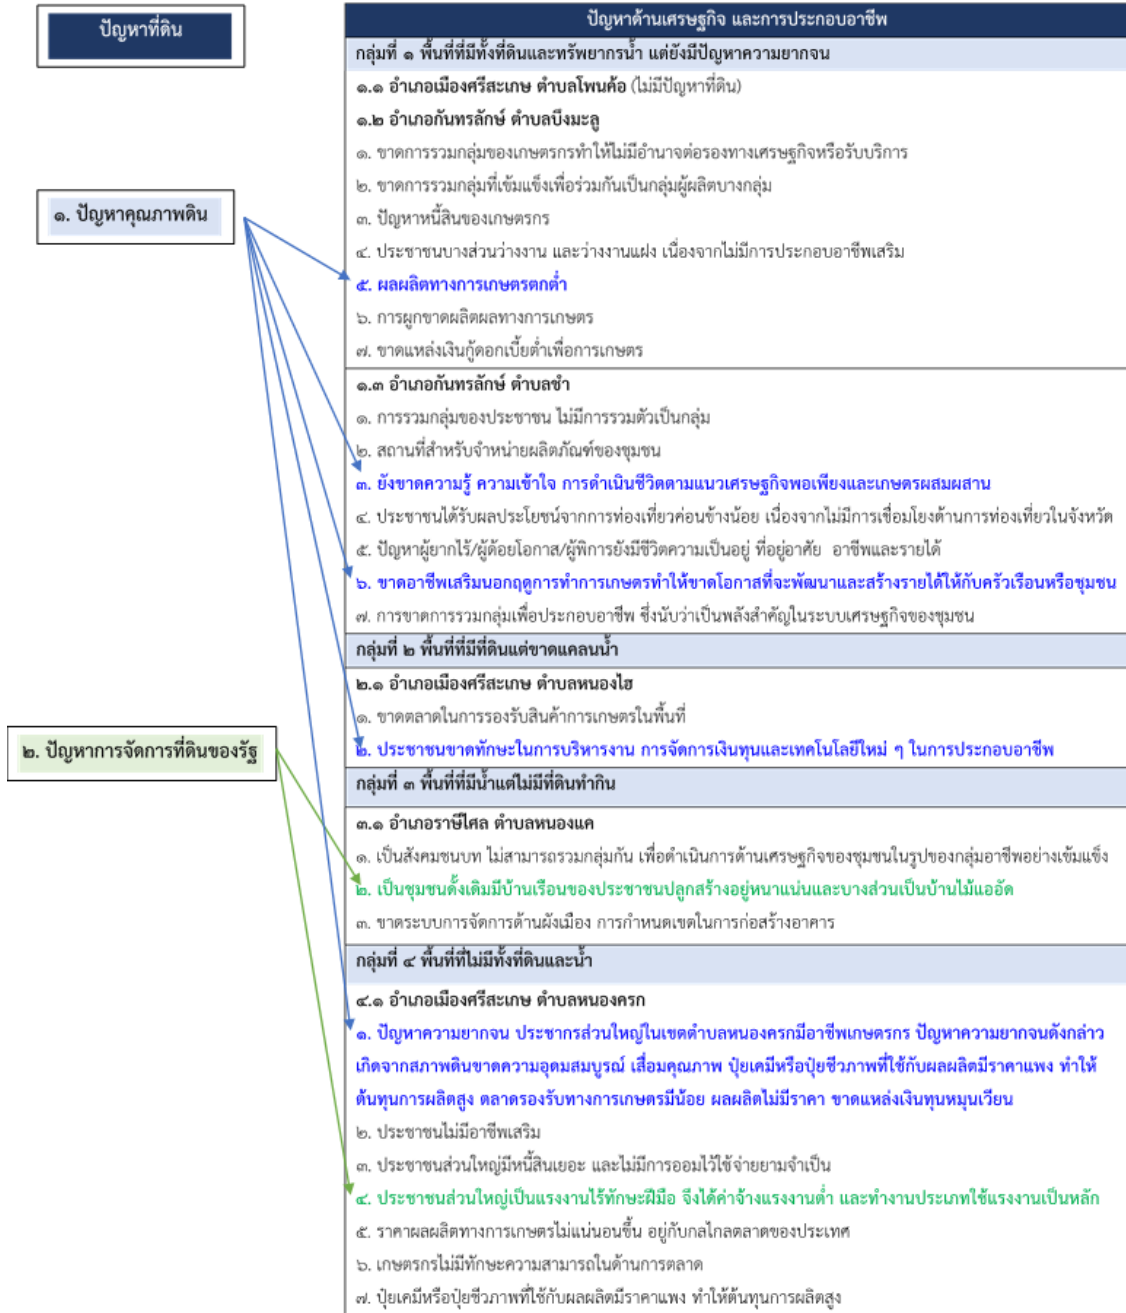 ปัญหาที่ดิน
ปัญหาด้านเศรษฐกิจ และการประกอบอาชีพ
กลุ่มที่ ๑ พื้นที่ที่มีทั้งที่ดินและทรัพยากรน้ำ แต่ยังมีปัญหาความยากจน
๑.๑ อำเภอเมืองศรีสะเกษ ตำบลโพนค้อ (ไม่มีปัญหาที่ดิน)
๑.๒ อำเภอกันทรลักษ์ ตำบลบึงมะลู
๑. ขาดการรวมกลุ่มของเกษตรกรทำให้ไม่มีอำนาจต่อรองทางเศรษฐกิจหรือรับบริการ
๒. ขาดการรวมกลุ่มที่เข้มแข็งเพื่อร่วมกันเป็นกลุ่มผู้ผลิตบางกลุ่ม
๑. ปัญหาคุณภาพดิน
๓. ปัญหาหนี้สินของเกษตรกร
๔. ประชาชนบางส่วนว่างงาน และว่างงานแฝง เนื่องจากไม่มีการประกอบอาชีพเสริม
๕. ผลผลิตทางการเกษตรตกต่ำ
๖. การผูกขาดผลิตผลทางการเกษตร
๗. ขาดแหล่งเงินกู้ดอกเบี้ยต่ำเพื่อการเกษตร
๑.๓ อำเภอกันทรลักษ์ ตำบลชำ
๑. การรวมกลุ่มของประชาชน ไม่มีการรวมตัวเป็นกลุ่ม
๒. สถานที่สำหรับจำหน่ายผลิตภัณฑ์ของชุมชน
๓. ยังขาดความรู้ ความเข้าใจ การดำเนินชีวิตตามแนวเศรษฐกิจพอเพียงและเกษตรผสมผสาน
๔. ประชาชนได้รับผลประโยชน์จากการท่องเที่ยวค่อนข้างน้อย เนื่องจากไม่มีการเชื่อมโยงด้านการท่องเที่ยวในจังหวัด
๕. ปัญหาผู้ยากไร้/ผู้ด้อยโอกาส/ผู้พิการยังมีชีวิตความเป็นอยู่ ที่อยู่อาศัย อาชีพและรายได้
๖. ขาดอาชีพเสริมนอกฤดูการทำการเกษตรทำให้ขาดโอกาสที่จะพัฒนาและสร้างรายได้ให้กับครัวเรือนหรือชุมชน
๗. การขาดการรวมกลุ่มเพื่อประกอบอาชีพ ซึ่งนับว่าเป็นพลังสำคัญในระบบเศรษฐกิจของชุมชน
กลุ่มที่ ๒ พื้นที่ที่มีที่ดินแต่ขาดแคลนน้ำ
๒.๑ อำเภอเมืองศรีสะเกษ ตำบลหนองไฮ
๑. ขาดตลาดในการรองรับสินค้าการเกษตรในพื้นที่
๒. ปัญหาการจัดการที่ดินของรัฐ
๒. ประชาชนขาดทักษะในการบริหารงาน การจัดการเงินทุนและเทคโนโลยีใหม่ ๆ ในการประกอบอาชีพ
กลุ่มที่ ๓ พื้นที่ที่มีน้ำแต่ไม่มีที่ดินทำกิน
๓.๑ อำเภอราษีไศล ตำบลหนองแค
๑. เป็นสังคมชนบท ไม่สามารถรวมกลุ่มกัน เพื่อดำเนินการด้านเศรษฐกิจของชุมชนในรูปของกลุ่มอาชีพอย่างเข้มแข็ง
๒. เป็นชุมชนดั้งเดิมมีบ้านเรือนของประชาชนปลูกสร้างอยู่หนาแน่นและบางส่วนเป็นบ้านไม้แออัด
๓. ขาดระบบการจัดการด้านผังเมือง การกำหนดเขตในการก่อสร้างอาคาร
กลุ่มที่ ๔ พื้นที่ที่ไม่มีทั้งที่ดินและน้ำ
๔.๑ อำเภอเมืองศรีสะเกษ ตำบลหนองครก
๑. ปัญหาความยากจน ประชากรส่วนใหญ่ในเขตตำบลหนองครกมีอาชีพเกษตรกร ปัญหาความยากจนดังกล่าว
เกิดจากสภาพดินขาดความอุดมสมบูรณ์ เสื่อมคุณภาพ ปุ๋ยเคมีหรือปุ๋ยชีวภาพที่ใช้กับผลผลิตมีราคาแพง ทำให้
ต้นทุนการผลิตสูง ตลาดรองรับทางการเกษตรมีน้อย ผลผลิตไม่มีราคา ขาดแหล่งเงินทุนหมุนเวียน
๒. ประชาชนไม่มีอาชีพเสริม
๓. ประชาชนส่วนใหญ่มีหนี้สินเยอะ และไม่มีการออมไว้ใช้จ่ายยามจำเป็น
๔. ประชาชนส่วนใหญ่เป็นแรงงานไร้ทักษะฝีมือ จึงได้ค่าจ้างแรงงานต่ำ และทำงานประเภทใช้แรงงานเป็นหลัก
๕. ราคาผลผลิตทางการเกษตรไม่แน่นอนขึ้น อยู่กับกลไกลตลาดของประเทศ
๖. เกษตรกรไม่มีทักษะความสามารถในด้านการตลาด
๗. ปุ๋ยเคมีหรือปุ๋ยชีวภาพที่ใช้กับผลผลิตมีราคาแพง ทำให้ต้นทุนการผลิตสูง